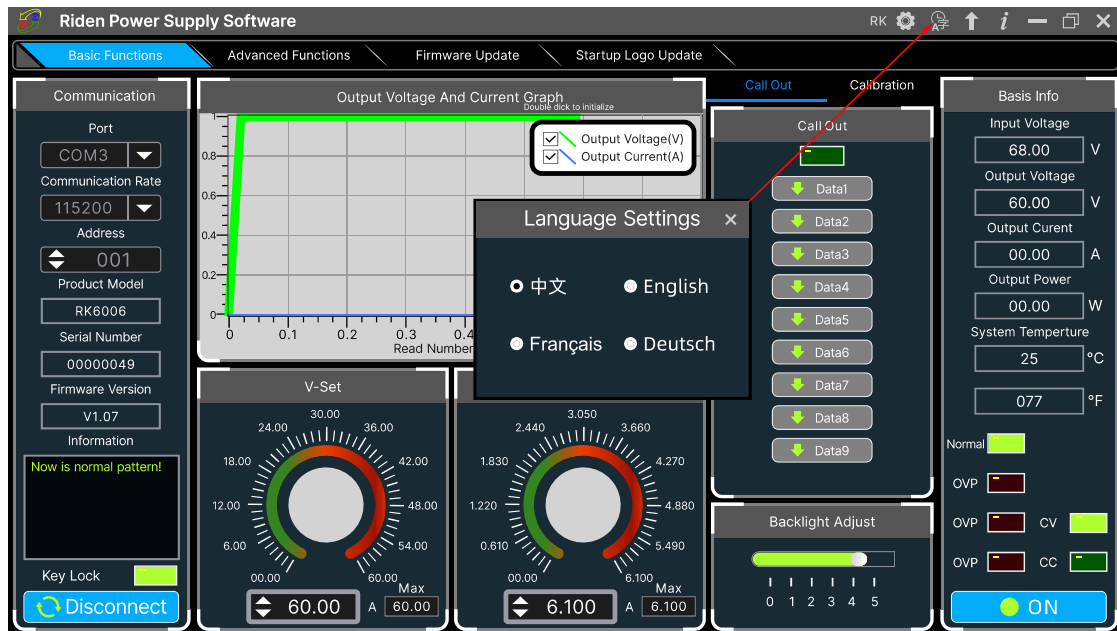 Riden Power Supply Software
RK
Basic Functions
Advanced Functions
Firmware Update
Startup Logo Update
Communication
Port
COM3
Communication Rate
115200
Address
001
Product Model
RK6006
Serial Number
00000049
Firmware Version
V1.07
Information
Now is normal pattern!
Key Lock
Disconnect
Output Voltage And Current Graph
Double dick to initialize
Output Voltage(V)
Output Current(A)
1
0.8
0.6
0.4
0.2
0
0 0.1 0.2 0.3 0.4
Read Number
Language Settings
中文
English
Français
Deutsch
V-Set
30.00
24.00 36.00
18.00 42.00
12.00 48.00
6.00 54.00
00.00 60.00
Max
60.00 A 60.00
3.050
2.440 3.660
1.830 4.270
1.220 4.880
0.610 5.490
00.00 6.100
Max
6.100 A 6.100
Call Out
Calibration
Call Out
Data1
Data2
Data3
Data4
Data5
Data6
Data7
Data8
Data9
Backlight Adjust
0 1 2 3 4 5
Basis Info
Input Voltage
68.00 V
Output Voltage
60.00 V
Output Curent
00.00 A
Output Power
00.00 W
System Temperture
25 °C
077 °F
Normal
OVP
OVP CV
OVP CC
ON